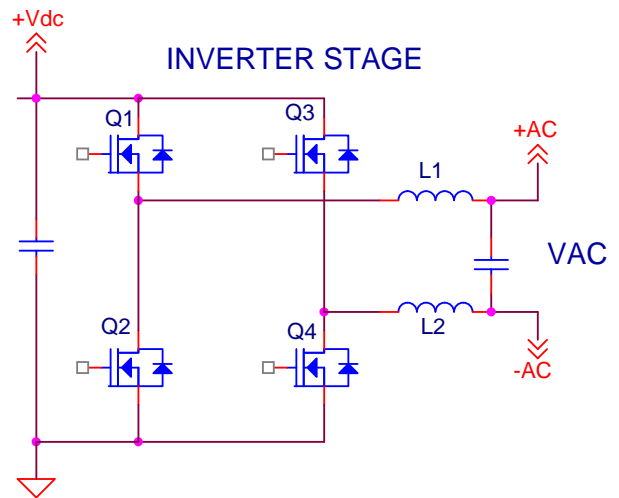 +Vdc
INVERTER STAGE
Q1
Q3
+AC
L1
VAC
Q2
Q4
L2
-AC